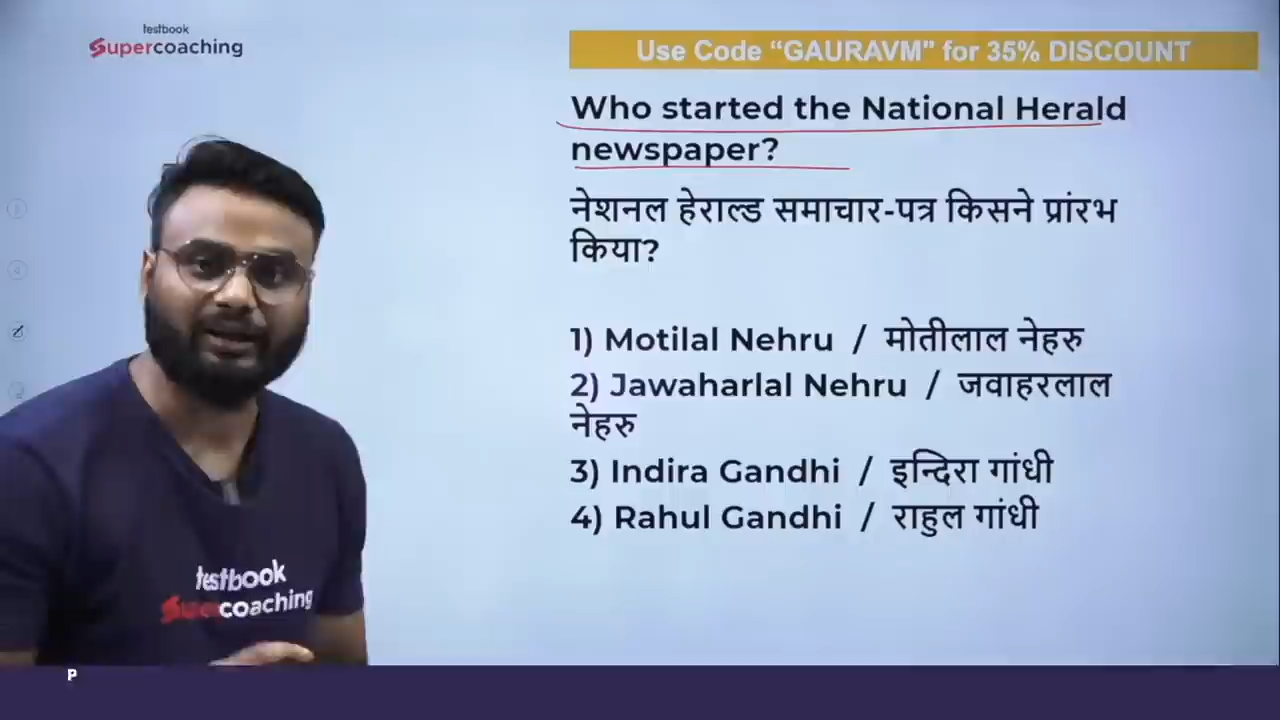 testbook
Supercoaching
Use Code “GAURAVM" for 35% DISCOUNT
Who started the National Herald
newspaper?
नेशनल हेराल्ड समाचार-पत्र किसने प्रांरभ
किया?
1) Motilal Nehru / मोतीलाल नेहरु
2) Jawaharlal Nehru / जवाहरलाल
नेहरु
3) Indira Gandhi / इन्दिरा गांधी
4) Rahul Gandhi / राहुल गांधी
testbook
Supercoaching
P